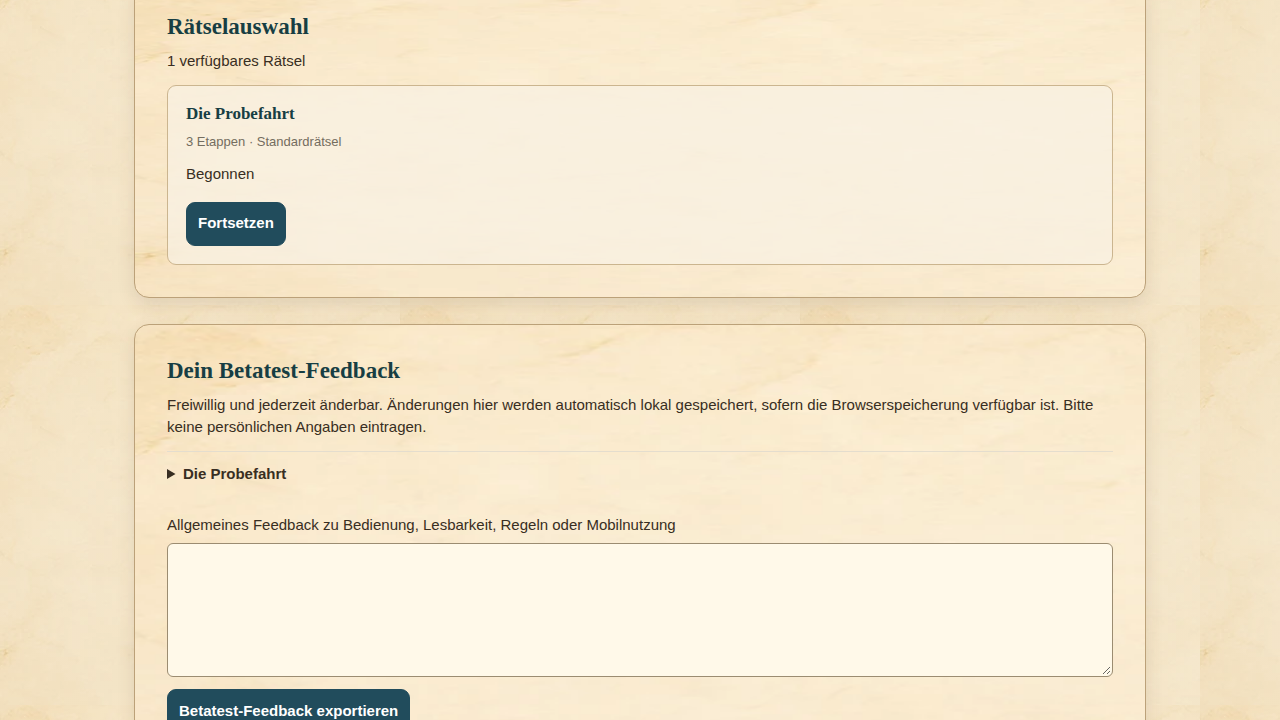 Rätselauswahl
1 verfügbares Rätsel
Die Probefahrt
3 Etappen · Standardrätsel
Begonnen
Fortsetzen
Dein Betatest-Feedback
Freiwillig und jederzeit änderbar. Änderungen hier werden automatisch lokal gespeichert, sofern die Browserspeicherung verfügbar ist. Bitte
keine persönlichen Angaben eintragen.
Die Probefahrt
Allgemeines Feedback zu Bedienung, Lesbarkeit, Regeln oder Mobilnutzung
Betatest-Feedback exportieren